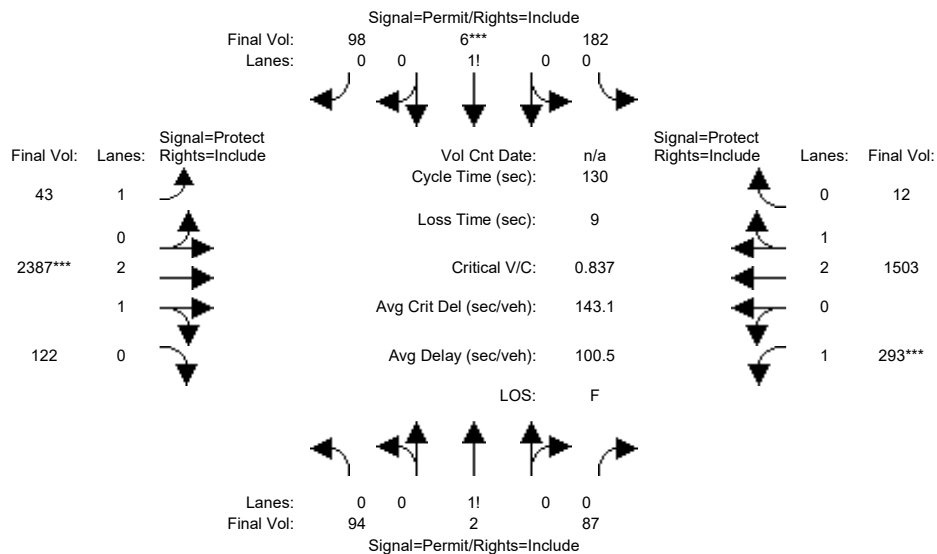 Signal=Permit/Rights=Include
Final Vol: 98 6*** 182
Lanes: 0 0 1! 0 0
Signal=Protect Signal=Protect
Final Vol: Lanes: Rights=Include Vol Cnt Date: n/a Rights=Include Lanes: Final Vol:
Cycle Time (sec): 130
43 1 0 12
Loss Time (sec): 9
0 1
2387*** 2 Critical V/C: 0.837 2 1503
1 Avg Crit Del (sec/veh): 143.1 0
122 0 Avg Delay (sec/veh): 100.5 1 293***
LOS: F
Lanes: 0 0 1! 0 0
Final Vol: 94 2 87
Signal=Permit/Rights=Include